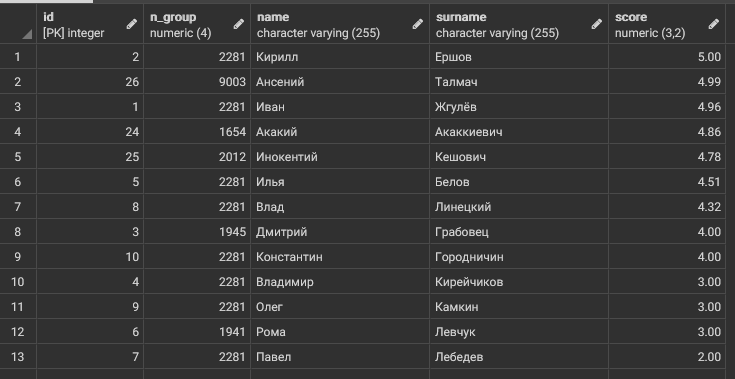 id n_group name surname score
[PK] integer numeric (4) character varying (255) character varying (255) numeric (3,2)
1 2 2281 Кирилл Ершов 5.00
2 26 9003 Ансений Талмач 4.99
3 1 2281 Иван Жгулёв 4.96
4 24 1654 Акакий Акаккиевич 4.86
5 25 2012 Инокентий Кешович 4.78
6 5 2281 Илья Белов 4.51
7 8 2281 Влад Линецкий 4.32
8 3 1945 Дмитрий Грабовец 4.00
9 10 2281 Константин Городничин 4.00
10 4 2281 Владимир Кирейчиков 3.00
11 9 2281 Олег Камкин 3.00
12 6 1941 Рома Левчук 3.00
13 7 2281 Павел Лебедев 2.00